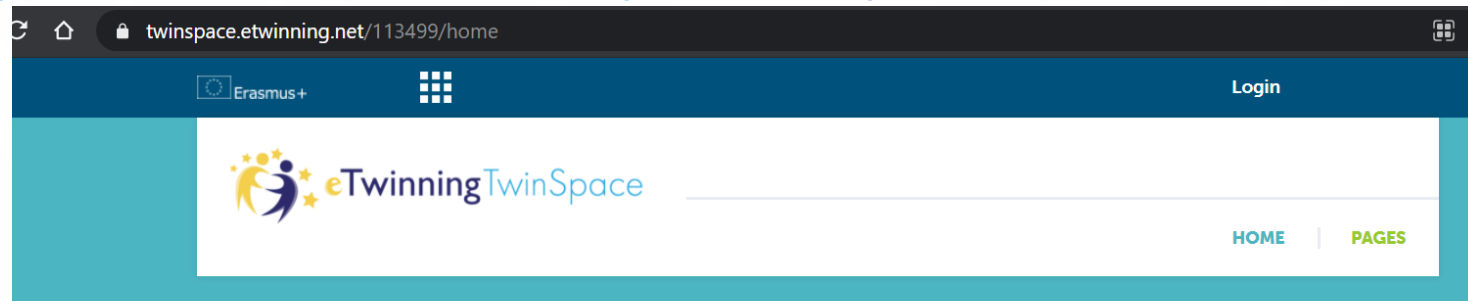 twinspace.etwinning.net/113499/home
Erasmus+
Login
eTwinning TwinSpace
HOME
PAGES